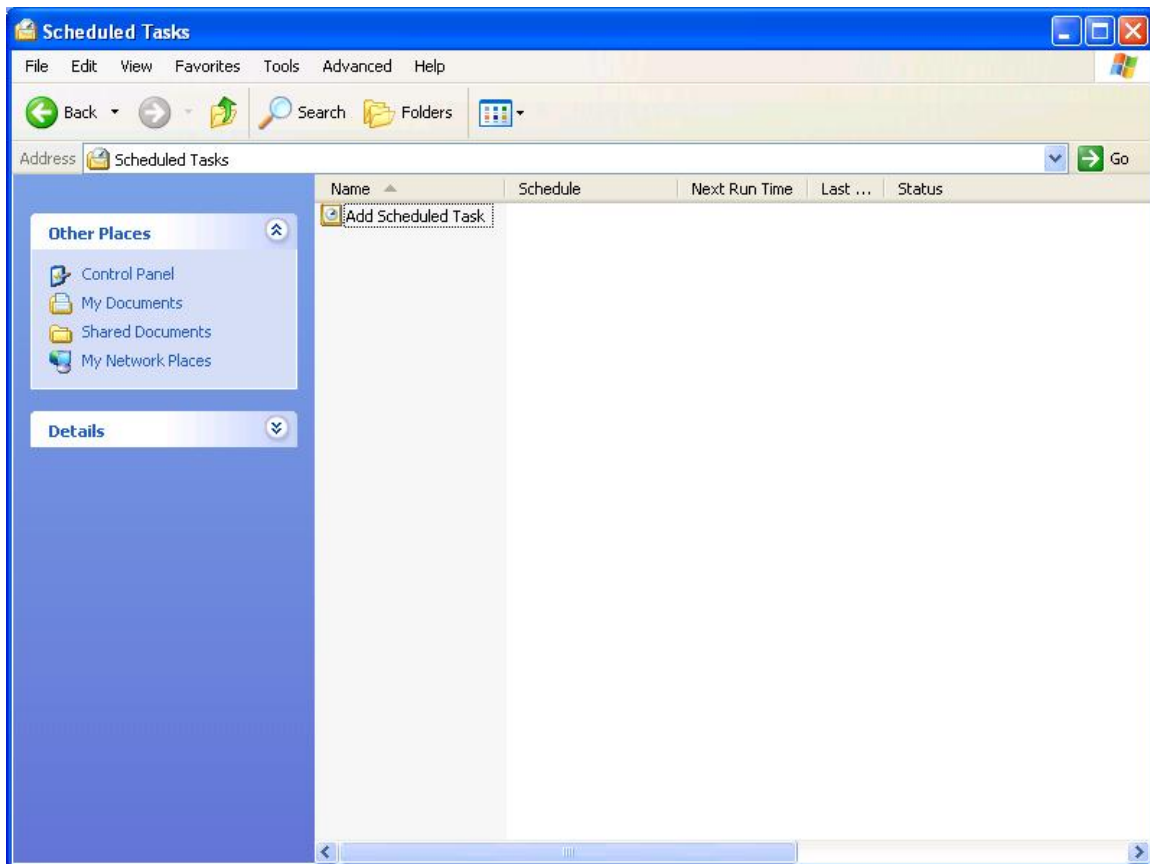 Scheduled Tasks
File Edit View Favorites Tools Advanced Help
Back Search Folders
Address Scheduled Tasks Go
Name Schedule Next Run Time Last ... Status
Add Scheduled Task
Other Places
Control Panel
My Documents
Shared Documents
My Network Places
Details